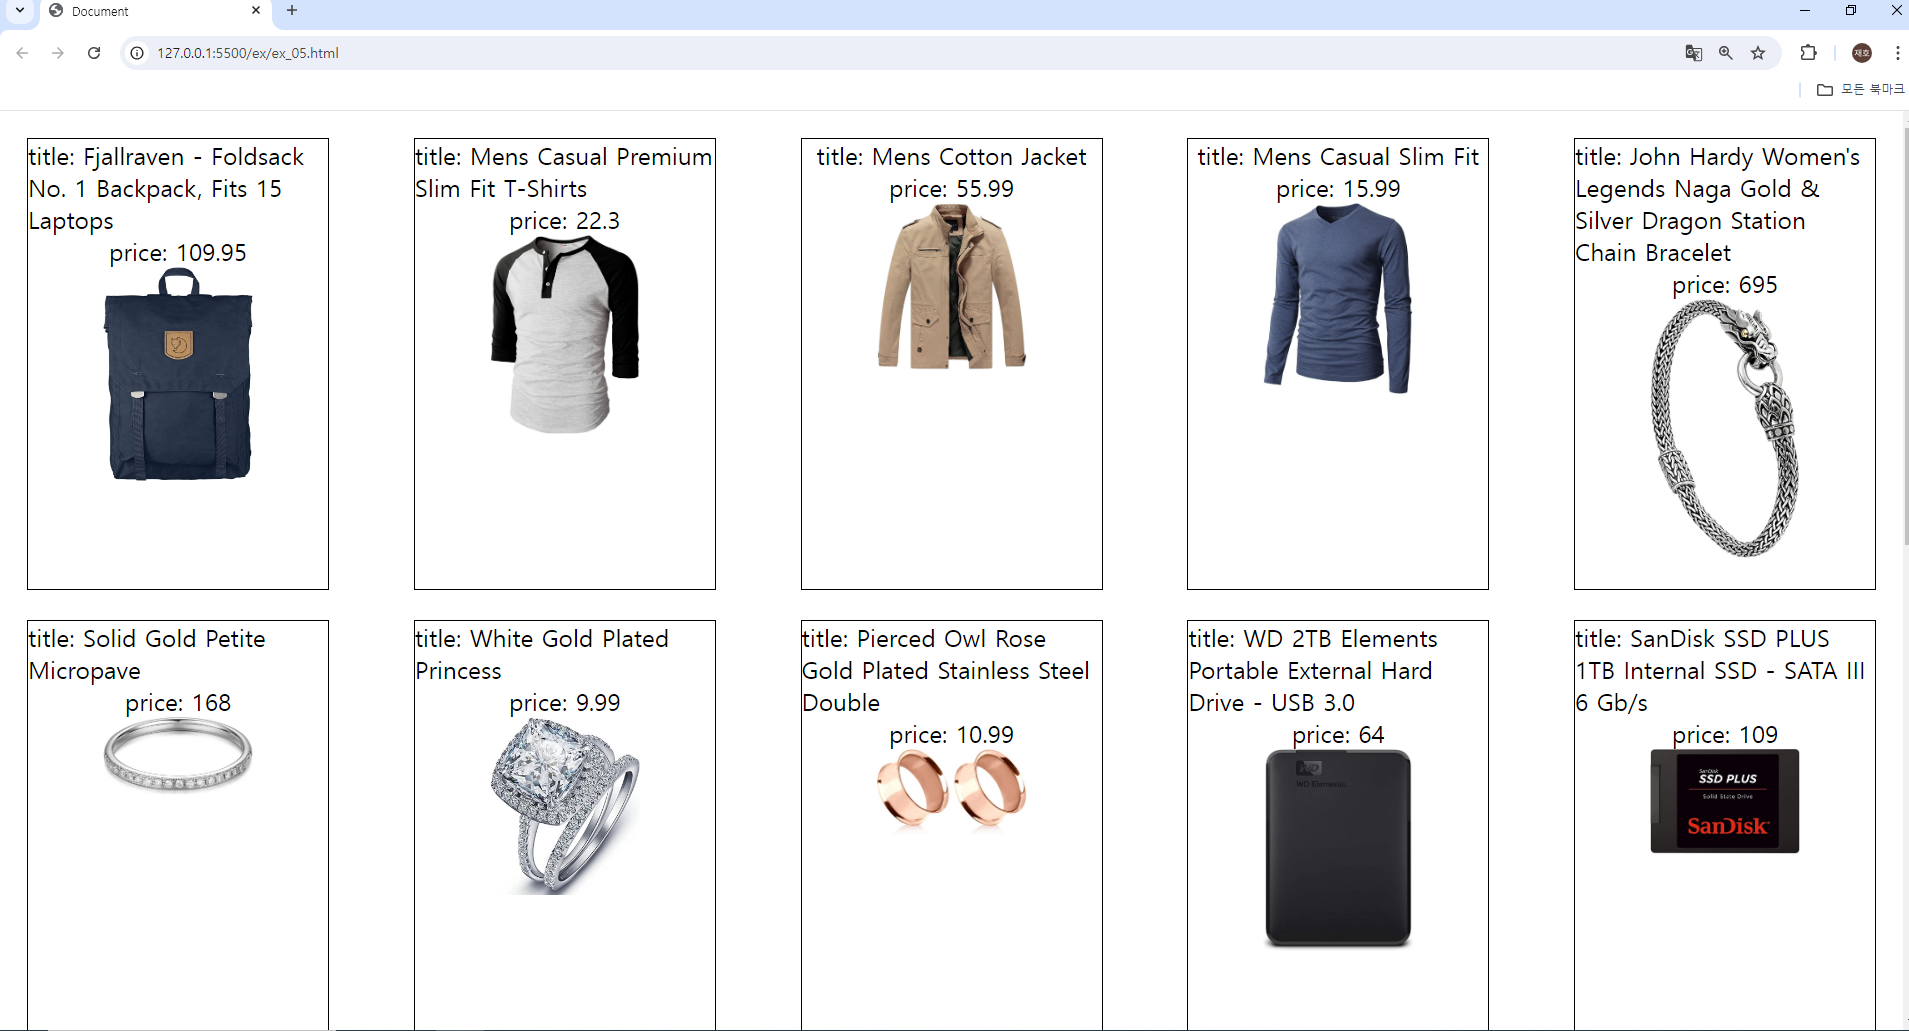 Document
127.0.0.1:5500/ex/ex_05.html
재호
모든 북마크
title: Fjallraven - Foldsack
No. 1 Backpack, Fits 15
Laptops
price: 109.95
title: Mens Casual Premium
Slim Fit T-Shirts
price: 22.3
title: Mens Cotton Jacket
price: 55.99
title: Mens Casual Slim Fit
price: 15.99
title: John Hardy Women's
Legends Naga Gold &
Silver Dragon Station
Chain Bracelet
price: 695
title: Solid Gold Petite
Micropave
price: 168
title: White Gold Plated
Princess
price: 9.99
title: Pierced Owl Rose
Gold Plated Stainless Steel
Double
price: 10.99
title: WD 2TB Elements
Portable External Hard
Drive - USB 3.0
price: 64
WD
WD Elements
title: SanDisk SSD PLUS
1TB Internal SSD - SATA III
6 Gb/s
price: 109
SanDisk
SSD PLUS
Solid State Drive
SanDisk